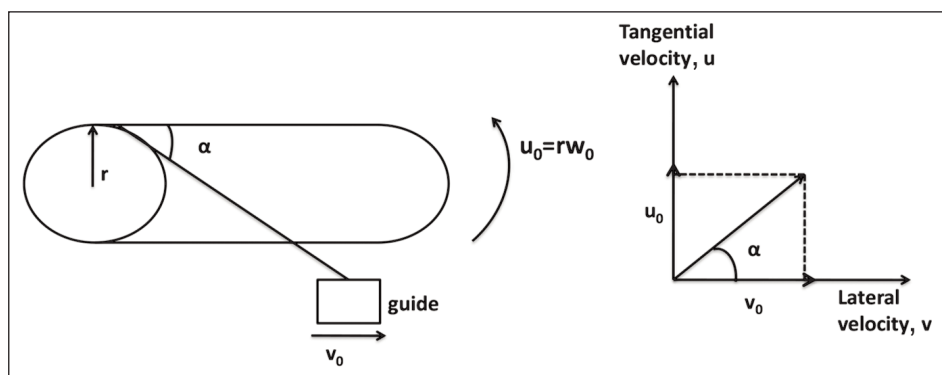 r
α
guide
v₀
u₀=rw₀
Tangential
velocity, u
u₀
α
v₀
Lateral
velocity, v